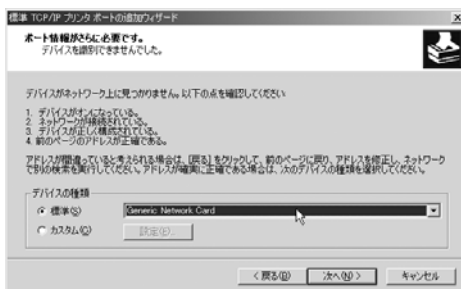 標準 TCP/IP プリンタ ポートの追加ウィザード
ポート情報がさらに必要です。
デバイスを識別できませんでした。
デバイスがネットワーク上に見つかりません。以下の点を確認してください
1. デバイスがオンになっている。
2. ネットワークが接続されている。
3. デバイスが正しく構成されている。
4. 前のページのアドレスが正確である。
アドレスが間違っていると考えられる場合は、[戻る] をクリックして、前のページに戻り、アドレスを修正し、ネットワーク
で別の検索を実行してください。アドレスが確実に正確である場合は、次のデバイスの種類を選択してください。
デバイスの種類
標準(S) Generic Network Card
カスタム(C) 設定(E)...
< 戻る(B) 次へ(N) > キャンセル